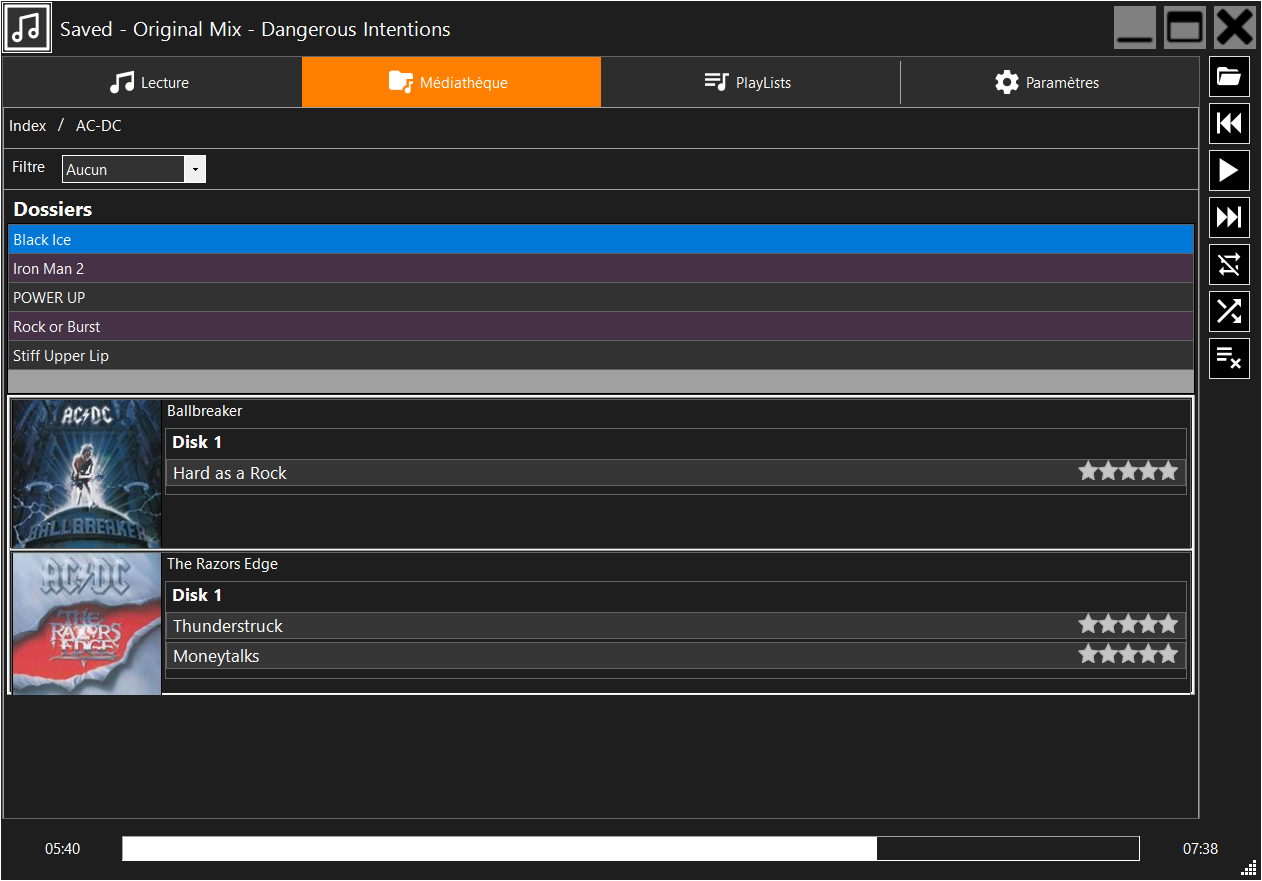 Saved - Original Mix - Dangerous Intentions
Lecture
Médiathèque
PlayLists
Paramètres
Index / AC-DC
Filtre Aucun
Dossiers
Black Ice
Iron Man 2
POWER UP
Rock or Burst
Stiff Upper Lip
AC/DC
BALLBREAKER
Ballbreaker
Disk 1
Hard as a Rock
AC/DC
THE
RAZORS
EDGE
The Razors Edge
Disk 1
Thunderstruck
Moneytalks
05:40
07:38